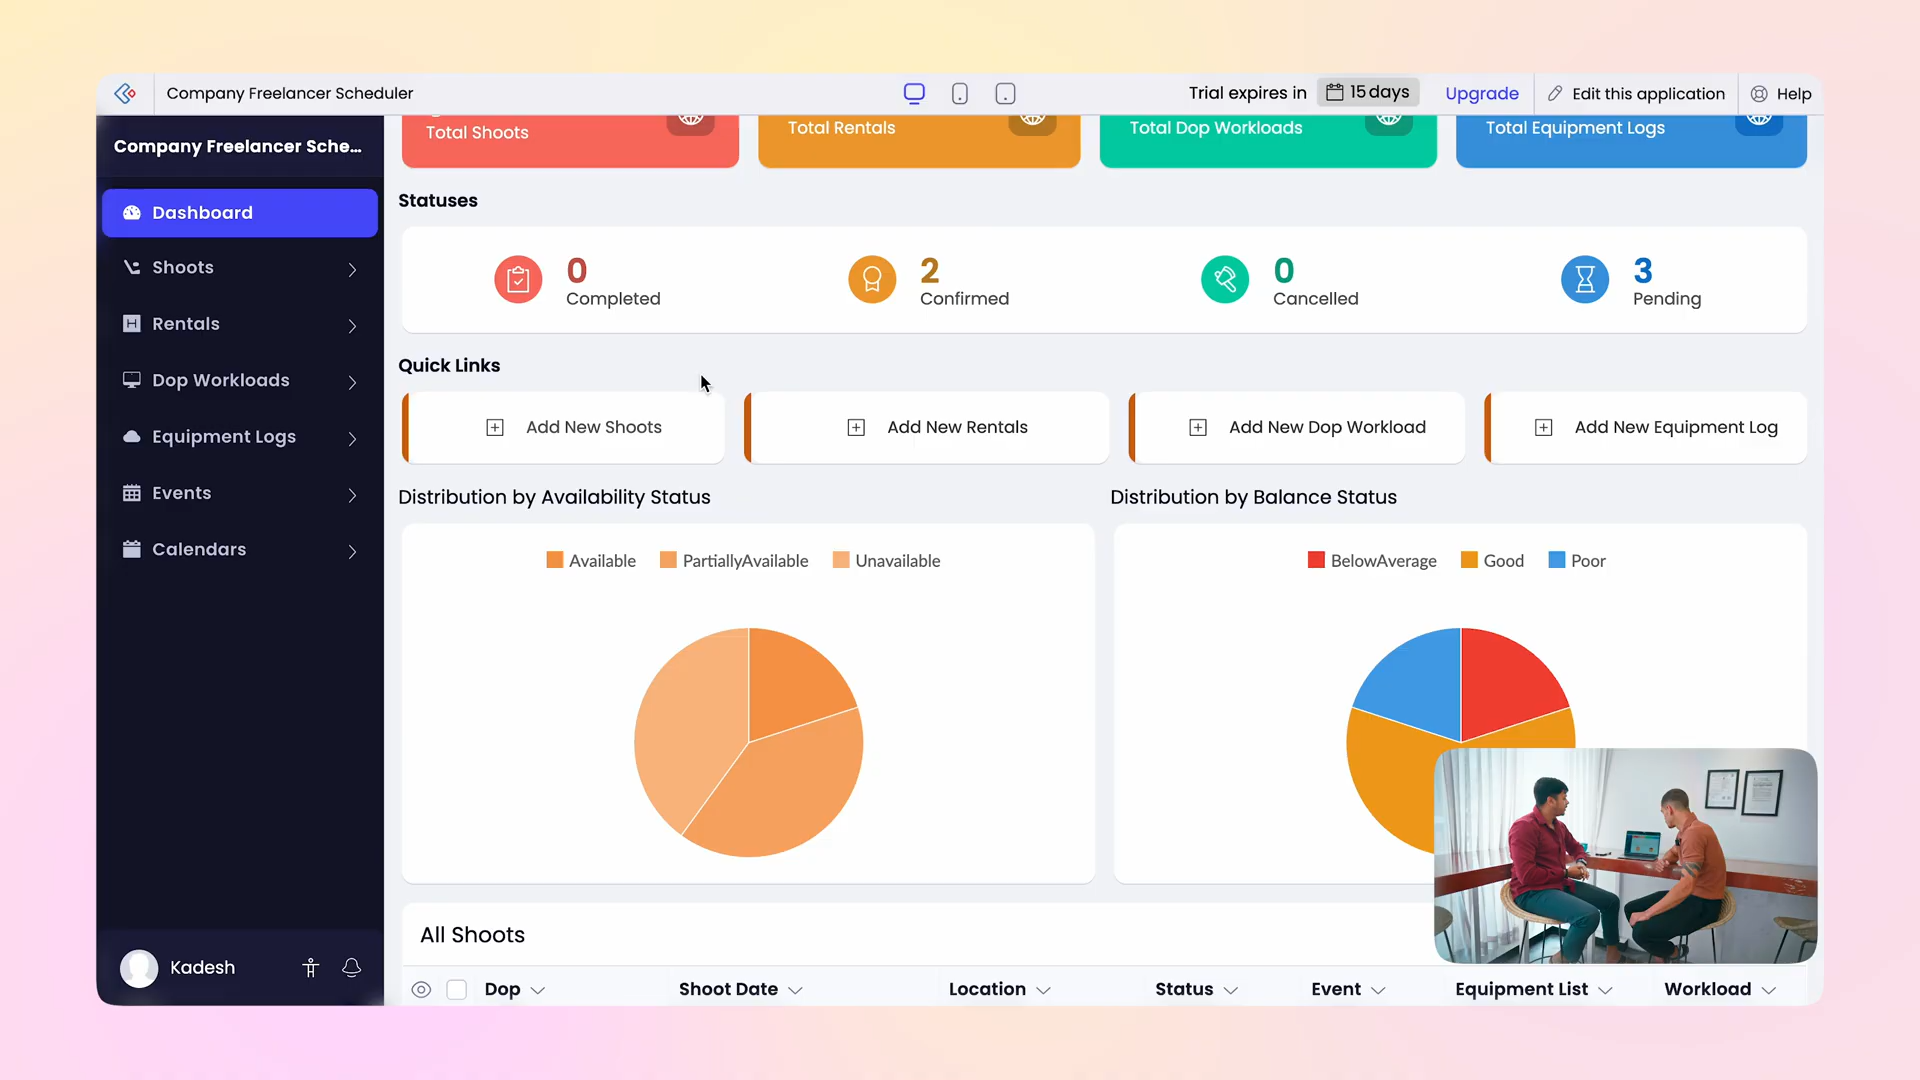 Company Freelancer Scheduler
Trial expires in 15 days Upgrade Edit this application Help
Company Freelancer Sche...
Dashboard
Shoots
Rentals
Dop Workloads
Equipment Logs
Events
Calendars
Kadesh
Total Shoots
Total Rentals
Total Dop Workloads
Total Equipment Logs
Statuses
0
Completed
2
Confirmed
0
Cancelled
3
Pending
Quick Links
Add New Shoots
Add New Rentals
Add New Dop Workload
Add New Equipment Log
Distribution by Availability Status
Available PartiallyAvailable Unavailable
Distribution by Balance Status
BelowAverage Good Poor
All Shoots
Dop Shoot Date Location Status Event Equipment List Workload